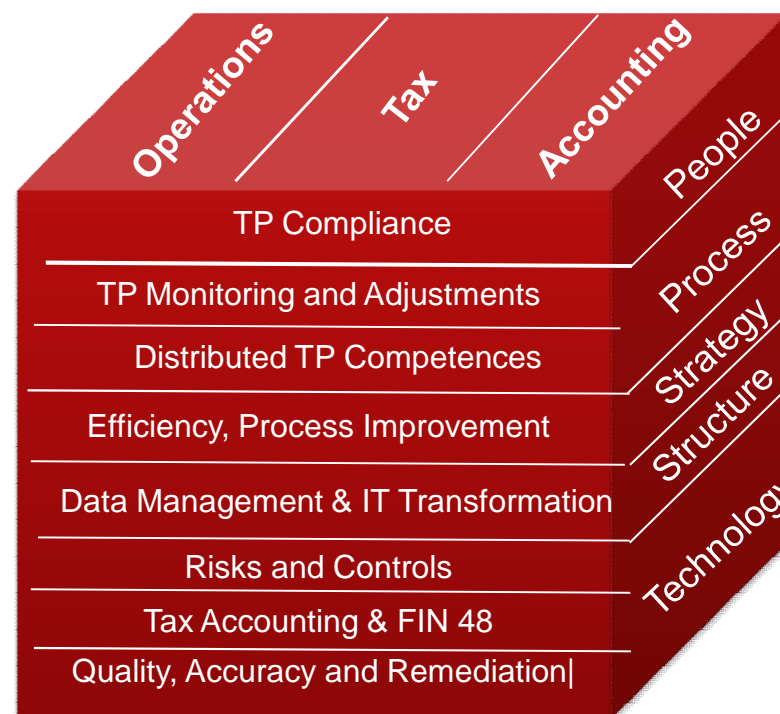 Operations
Tax
Accounting
TP Compliance
TP Monitoring and Adjustments
Distributed TP Competences
Efficiency, Process Improvement
Data Management & IT Transformation
Risks and Controls
Tax Accounting & FIN 48
Quality, Accuracy and Remediation|
People
Process
Strategy
Structure
Technology